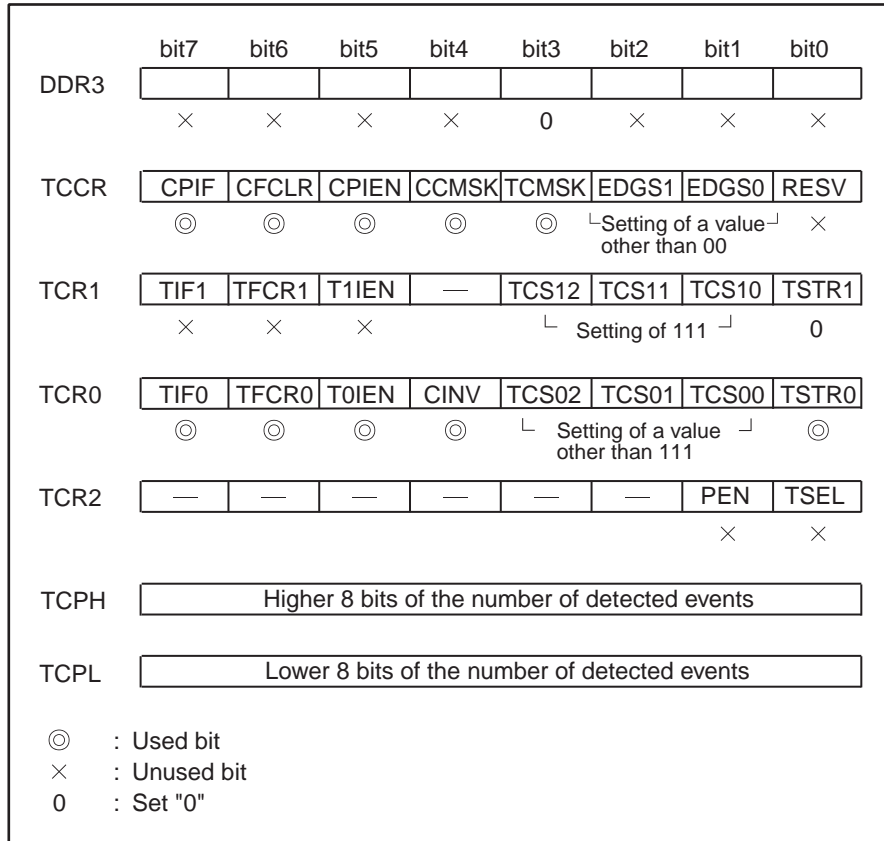 bit7 bit6 bit5 bit4 bit3 bit2 bit1 bit0
DDR3
× × × × 0 × × ×
TCCR CPIF CFCLR CPIEN CCMSK TCMSK EDGS1 EDGS0 RESV
◎ ◎ ◎ ◎ ◎ Setting of a value ×
other than 00
TCR1 TIF1 TFCR1 T1IEN — TCS12 TCS11 TCS10 TSTR1
× × × Setting of 111 0
TCR0 TIF0 TFCR0 T0IEN CINV TCS02 TCS01 TCS00 TSTR0
◎ ◎ ◎ ◎ Setting of a value ◎
other than 111
TCR2 — — — — — — PEN TSEL
× ×
TCPH Higher 8 bits of the number of detected events
TCPL Lower 8 bits of the number of detected events
◎ : Used bit
× : Unused bit
0 : Set "0"